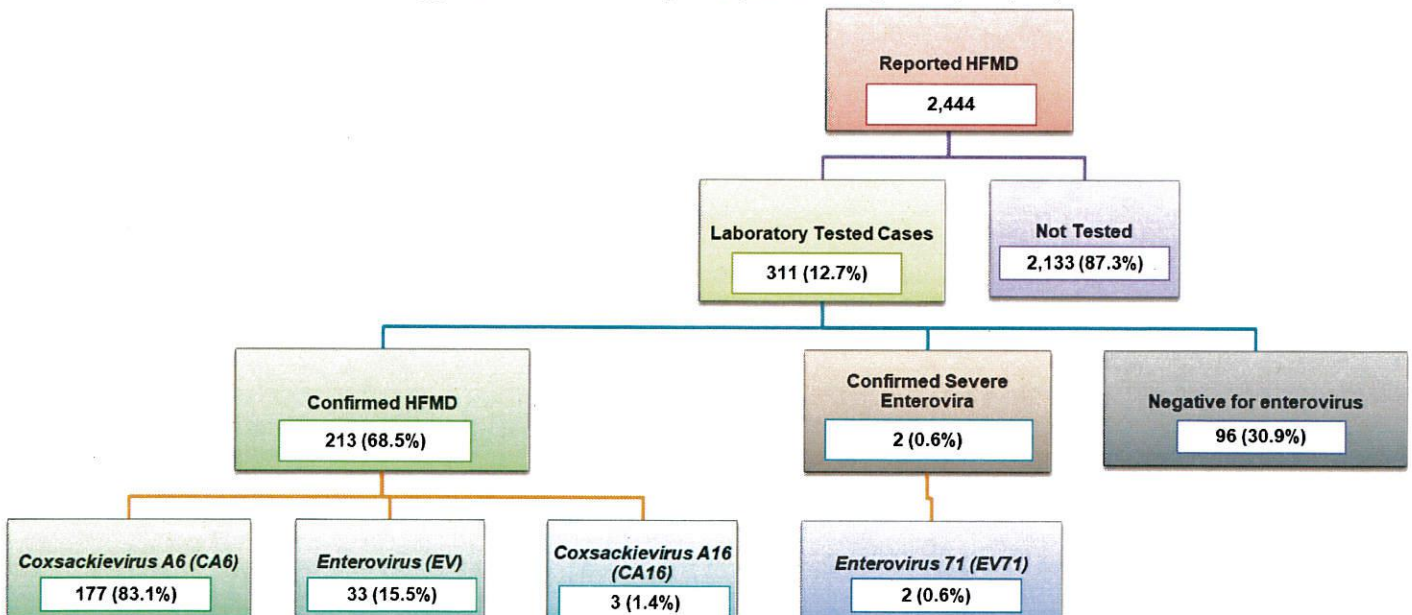 Reported HFMD
2,444
Laboratory Tested Cases
311 (12.7%)
Not Tested
2,133 (87.3%)
Confirmed HFMD
213 (68.5%)
Confirmed Severe
Enterovira
2 (0.6%)
Negative for enterovirus
96 (30.9%)
Coxsackievirus A6 (CA6)
177 (83.1%)
Enterovirus (EV)
33 (15.5%)
Coxsackievirus A16
(CA16)
3 (1.4%)
Enterovirus 71 (EV71)
2 (0.6%)